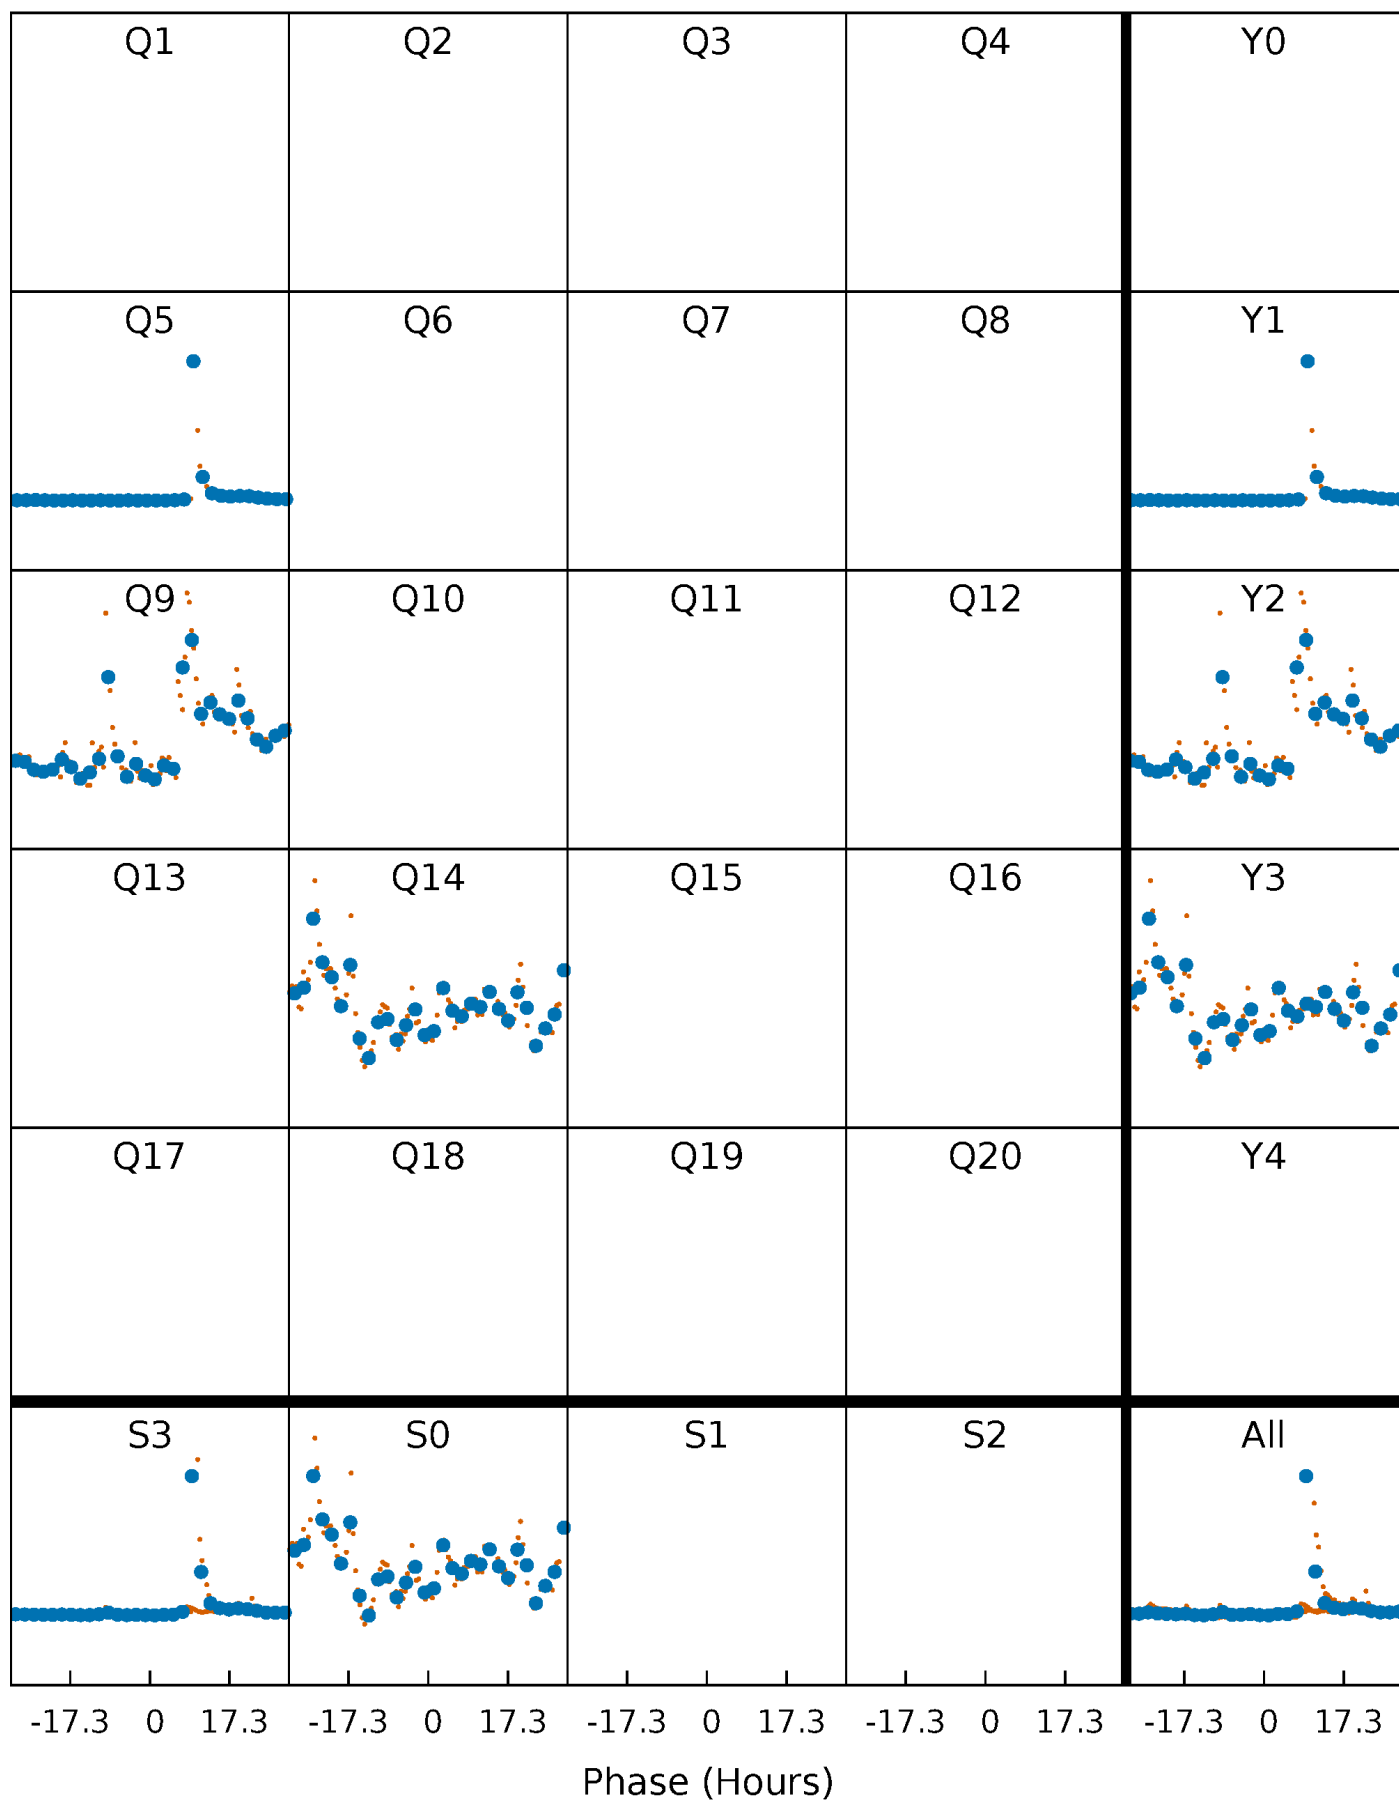 Q1 Q2 Q3 Q4 Y0
Q5 Q6 Q7 Q8 Y1
Q9 Q10 Q11 Q12 Y2
Q13 Q14 Q15 Q16 Y3
Q17 Q18 Q19 Q20 Y4
S3 S0 S1 S2 All
-17.3 0 17.3 -17.3 0 17.3 -17.3 0 17.3 -17.3 0 17.3 -17.3 0 17.3
Phase (Hours)